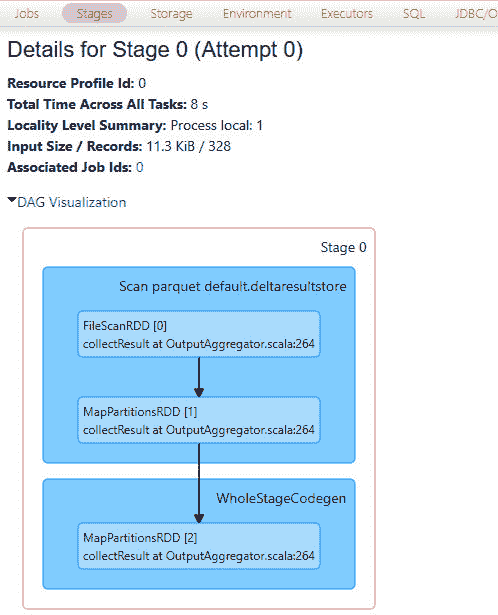 Jobs Stages Storage Environment Executors SQL JDBC/O
Details for Stage 0 (Attempt 0)
Resource Profile Id: 0
Total Time Across All Tasks: 8 s
Locality Level Summary: Process local: 1
Input Size / Records: 11.3 KiB / 328
Associated Job Ids: 0
DAG Visualization
Stage 0
Scan parquet default.deltaresultstore
FileScanRDD [0]
collectResult at OutputAggregator.scala:264
MapPartitionsRDD [1]
collectResult at OutputAggregator.scala:264
WholeStageCodegen
MapPartitionsRDD [2]
collectResult at OutputAggregator.scala:264